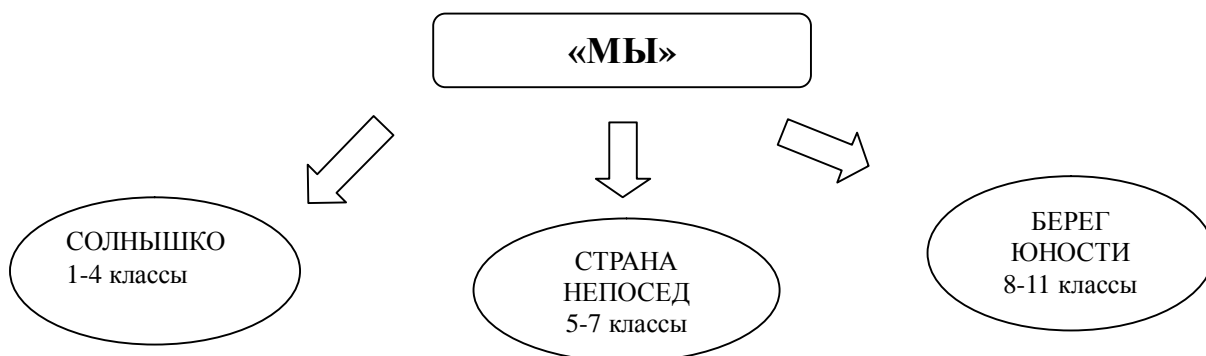 «МЫ»
СОЛНЫШКО
1-4 классы
СТРАНА
НЕПОСЕД
5-7 классы
БЕРЕГ
ЮНОСТИ
8-11 классы